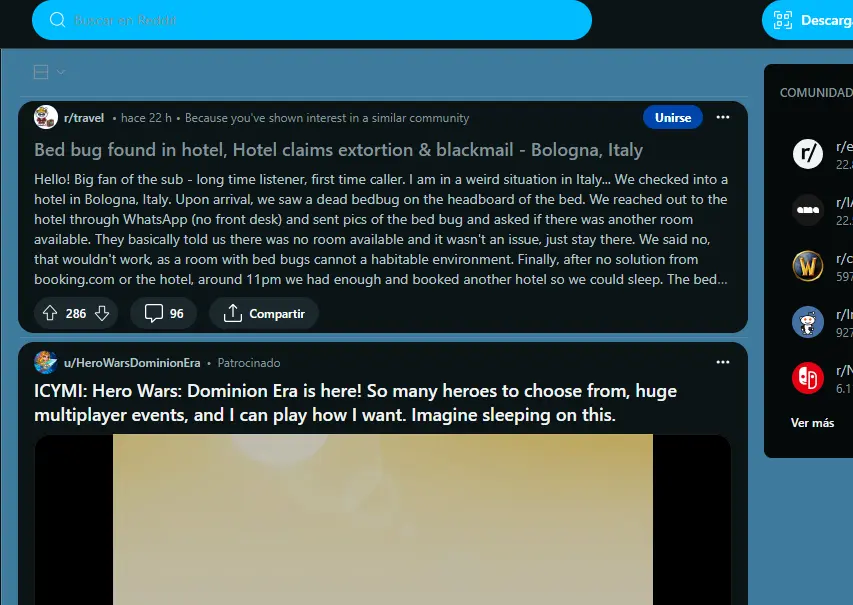 Buscar en Reddit
Descarg
r/travel • hace 22 h • Because you've shown interest in a similar community
Unirse
Bed bug found in hotel, Hotel claims extortion & blackmail - Bologna, Italy
Hello! Big fan of the sub - long time listener, first time caller. I am in a weird situation in Italy... We checked into a
hotel in Bologna, Italy. Upon arrival, we saw a dead bedbug on the headboard of the bed. We reached out to the
hotel through WhatsApp (no front desk) and sent pics of the bed bug and asked if there was another room
available. They basically told us there was no room available and it wasn't an issue, just stay there. We said no,
that wouldn't work, as a room with bed bugs cannot a habitable environment. Finally, after no solution from
booking.com or the hotel, around 11pm we had enough and booked another hotel so we could sleep. The bed...
286
96
Compartir
u/HeroWarsDominionEra • Patrocinado
ICYMI: Hero Wars: Dominion Era is here! So many heroes to choose from, huge
multiplayer events, and I can play how I want. Imagine sleeping on this.
COMUNIDAD
r/
r/e
22.
ama
r/I
22.
W
r/c
597
r/I
927
r/N
6.1
Ver más